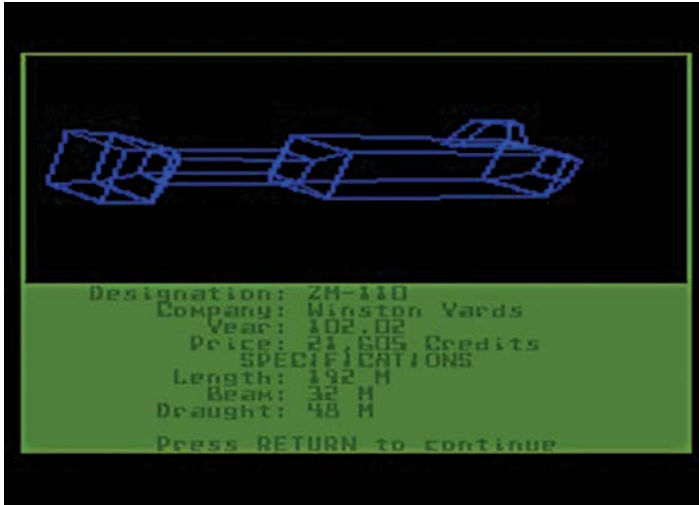 Designation: ZM-110
Company: Winston Yards
Year: 102.02
Price: 21,605 Credits
SPECIFICATIONS
Length: 192 M
Beam: 32 M
Draught: 48 M
Press RETURN to continue